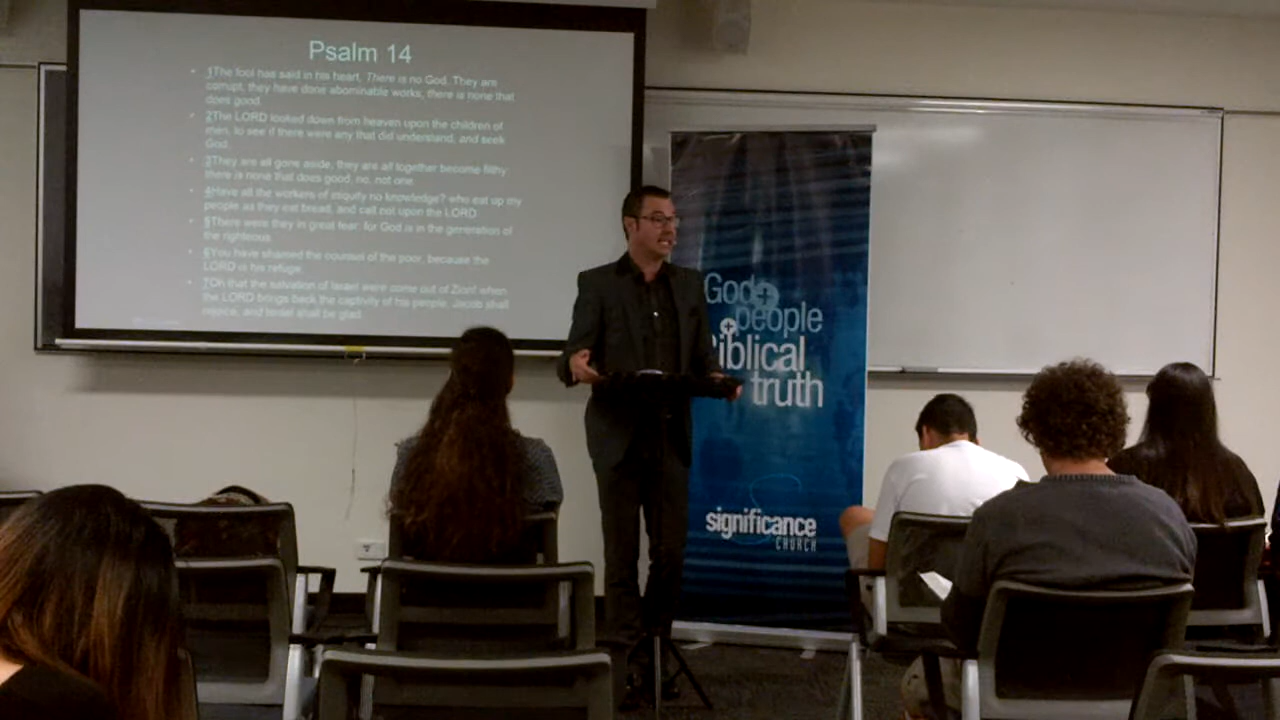 Psalm 14
• 1The fool has said in his heart, There is no God. They are
corrupt, they have done abominable works, there is none that
does good.
• 2The LORD looked down from heaven upon the children of
men, to see if there were any that did understand, and seek
God.
• 3They are all gone aside, they are all together become filthy:
there is none that does good, no, not one.
• 4Have all the workers of iniquity no knowledge? who eat up my
people as they eat bread, and call not upon the LORD
• 5There were they in great fear: for God is in the generation of
the righteous.
• 6You have shamed the counsel of the poor, because the
LORD is his refuge.
• 7Oh that the salvation of Israel were come out of Zion! when
the LORD brings back the captivity of his people, Jacob shall
rejoice, and Israel shall be glad.
God+
+people
iblical
truth
significance
CHURCH